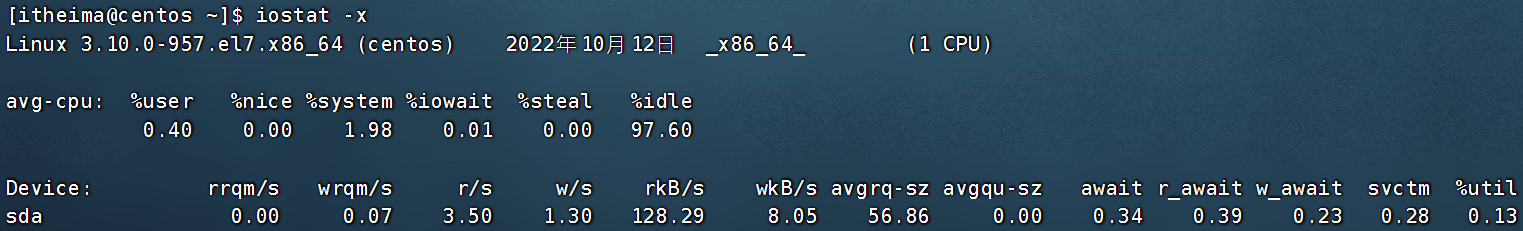 [itheima@centos ~]$ iostat -x
Linux 3.10.0-957.el7.x86_64 (centos) 2022年10月12日 _x86_64_ (1 CPU)
avg-cpu: %user %nice %system %iowait %steal %idle
0.40 0.00 1.98 0.01 0.00 97.60
Device: rrqm/s wrqm/s r/s w/s rkB/s wkB/s avgrq-sz avgqu-sz await r_await w_await svctm %util
sda 0.00 0.07 3.50 1.30 128.29 8.05 56.86 0.00 0.34 0.39 0.23 0.28 0.13